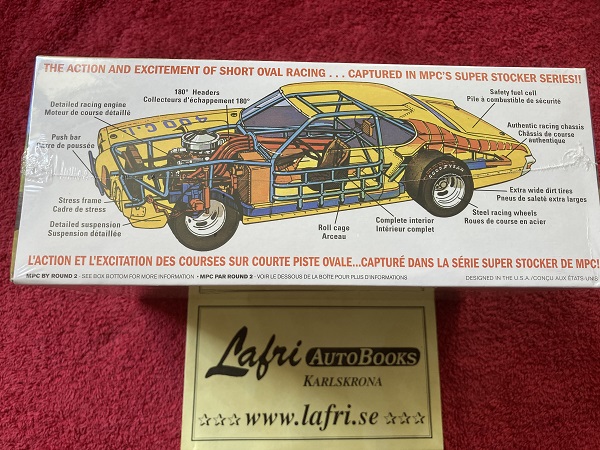 THE ACTION AND EXCITEMENT OF SHORT OVAL RACING . . . CAPTURED IN MPC'S SUPER STOCKER SERIES!!
180° Headers
Collecteurs d'échappement 180°
Safety fuel cell
Pile à combustible de sécurité
Detailed racing engine
Moteur de course détaillé
Authentic racing chassis
Châssis de course
authentique
Push bar
Barre de poussée
400 C.I.
GOODYEAR
Stress frame
Cadre de stress
Extra wide dirt tires
Pneus de saleté extra larges
Detailed suspension
Suspension détaillée
Roll cage
Arceau
Complete interior
Intérieur complet
Steel racing wheels
Roues de course en acier
L'ACTION ET L'EXCITATION DES COURSES SUR COURTE PISTE OVALE...CAPTURÉ DANS LA SÉRIE SUPER STOCKER DE MPC!
MPC BY ROUND 2 - SEE BOX BOTTOM FOR MORE INFORMATION • MPC PAR ROUND 2 - VOIR LE DESSOUS DE LA BOÎTE POUR PLUS D'INFORMATIONS
DESIGNED IN THE U.S.A./CONÇU AUX ÉTATS-UNIS
Lafri AUTOBOOKS
KARLSKRONA
www.lafri.se